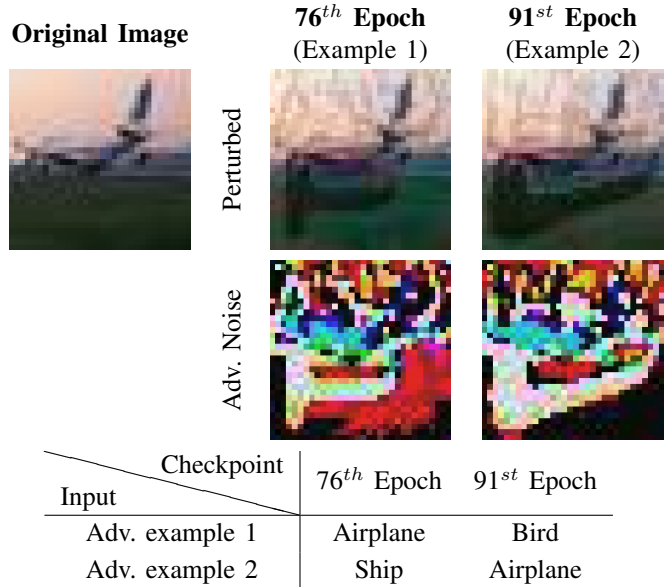 Original Image
76th Epoch
(Example 1)
91st Epoch
(Example 2)
Perturbed
Adv. Noise
Checkpoint
Input
76th Epoch 91st Epoch
Adv. example 1 Airplane Bird
Adv. example 2 Ship Airplane